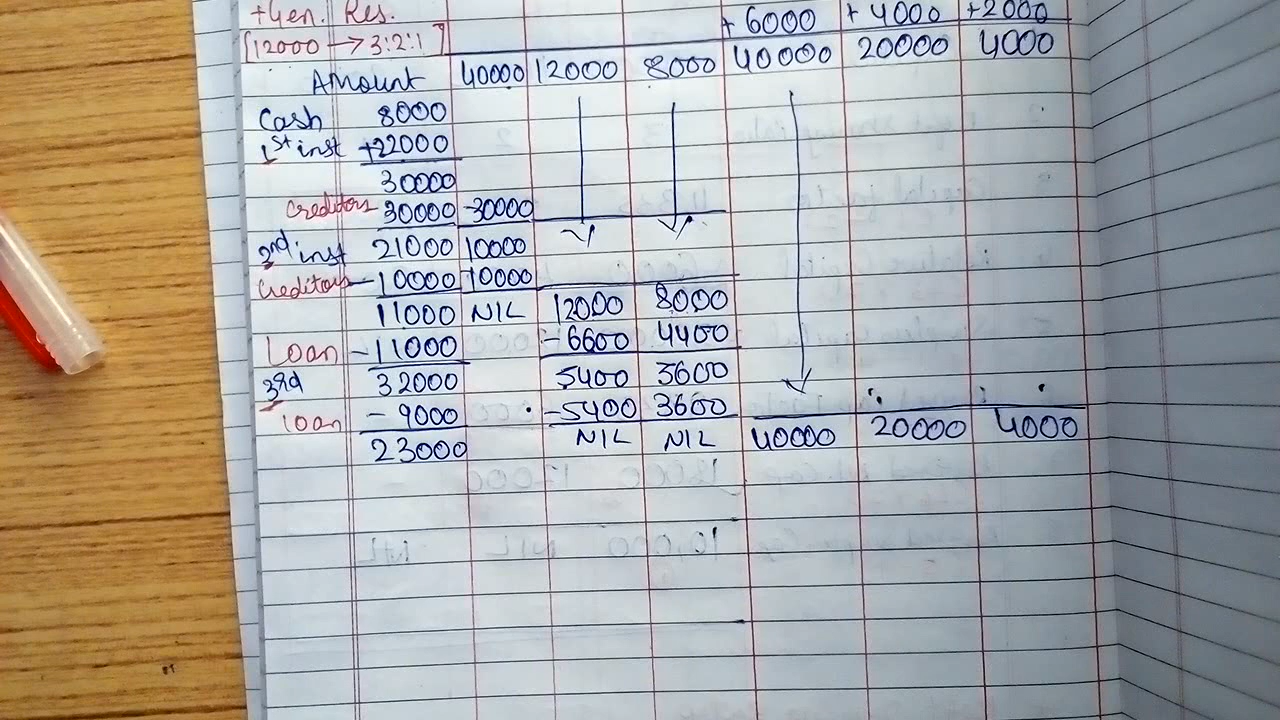 +Gen. Res. +6000 +4000 +2000
[12000 → 3:2:1] 40000 20000 4000
Amount 40000 12000 8000
Cash 8000
1st inst +22000
30000
Creditors 30000 -30000
2nd inst 21000 10000
Creditors -10000 10000
11000 NIL 12000 8000
Loan -11000 -6600 4400
3rd 32000 5400 3600
loan -9000 -5400 3600
23000 NIL NIL 40000 20000 4000